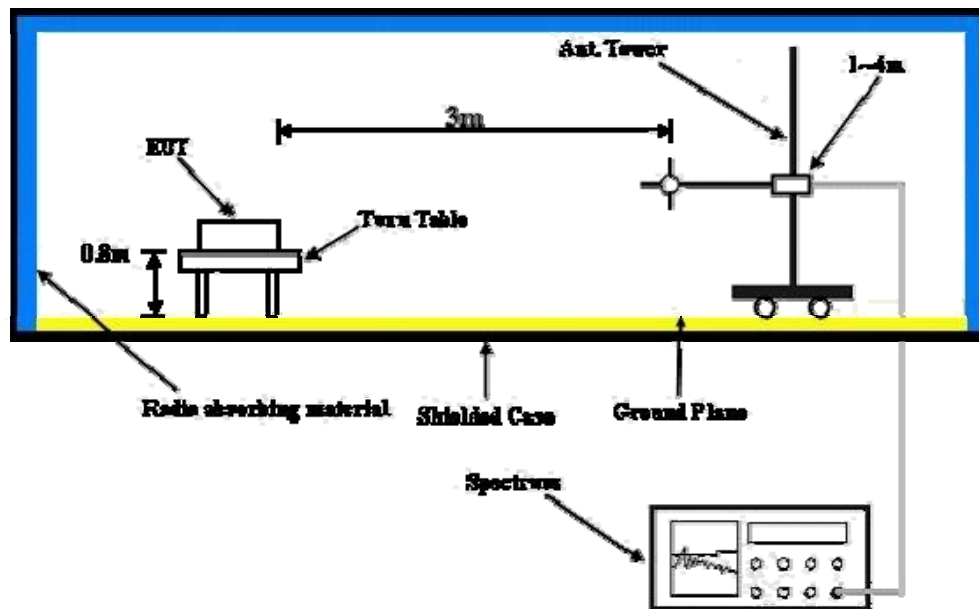 Ant. Tower
1~4m
3m
EUT
Turn Table
0.8m
Radio absorbing material
Shielded Case
Ground Plane
Spectrum